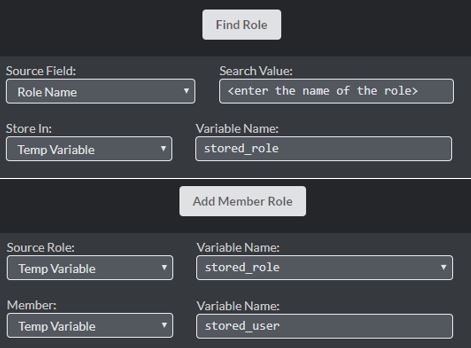 Find Role
Source Field: Search Value:
Role Name <enter the name of the role>
Store In: Variable Name:
Temp Variable stored_role
Add Member Role
Source Role: Variable Name:
Temp Variable stored_role
Member: Variable Name:
Temp Variable stored_user